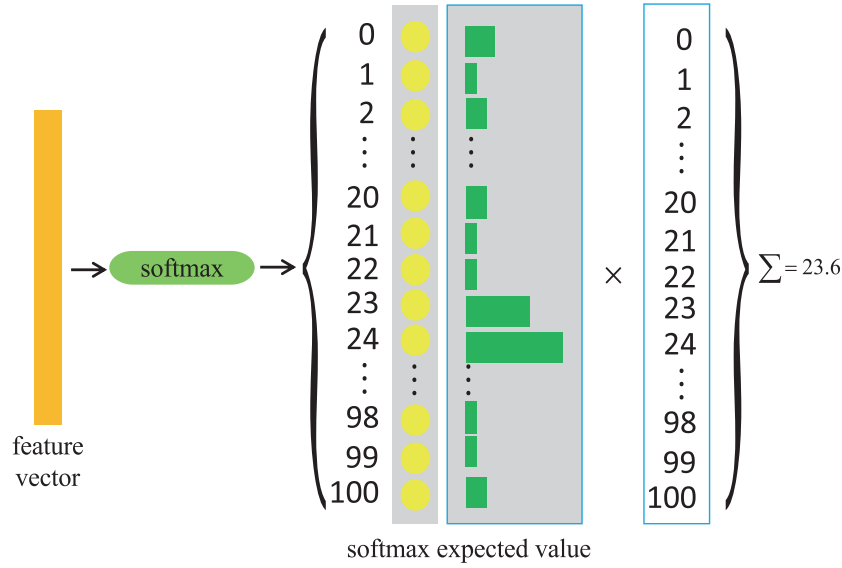 0 0
1 1
2 2
20 20
21 21
softmax 22 × 22 ∑ = 23.6
23 23
24 24
98 98
feature 99 99
vector 100 100
softmax expected value